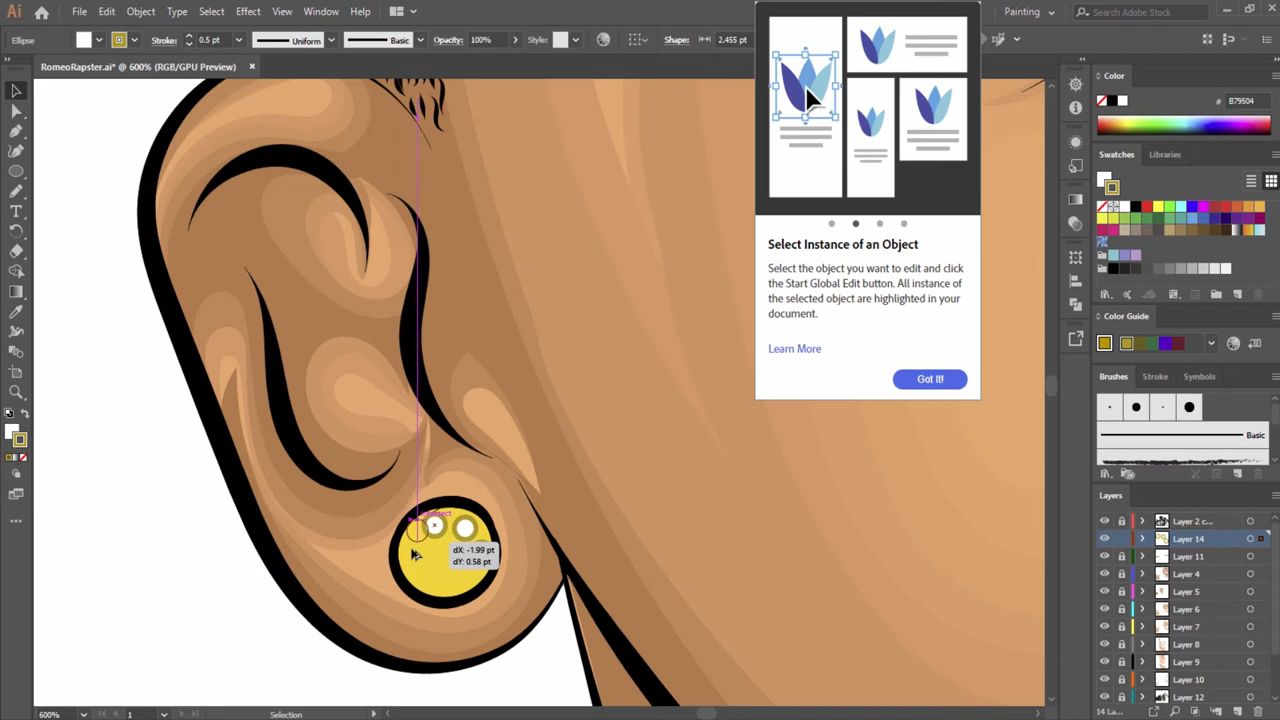 Ai File Edit Object Type Select Effect View Window Help Painting Search Adobe Stock
Ellipse Stroke: 0.5 pt Uniform Basic Opacity: 100% Style: Shape: 2.455 pt
RomeoRapster.ai* @ 600% (RGB/GPU Preview) ×
Select Instance of an Object
Select the object you want to edit and click
the Start Global Edit button. All instance of
the selected object are highlighted in your
document.
Learn More
Got It!
intersect
dX: -1.99 pt
dY: 0.58 pt
Color
# B79504
Swatches Libraries
Color Guide
Brushes Stroke Symbols
Basic
Layers
Layer 2 c...
Layer 14
Layer 11
Layer 4
Layer 5
Layer 6
Layer 7
Layer 8
Layer 9
Layer 10
Layer 12
14 La...
600% 1 Selection